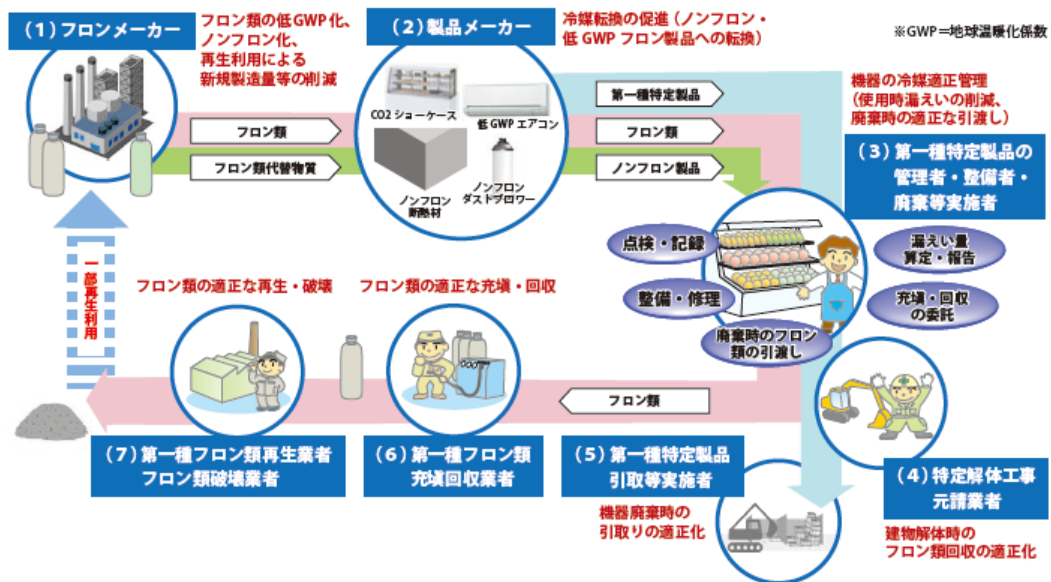 (1)フロンメーカー
フロン類の低GWP化、
ノンフロン化、
再生利用による
新規製造量等の削減
(2)製品メーカー
冷媒転換の促進(ノンフロン・
低GWPフロン製品への転換)
※GWP=地球温暖化係数
CO2ショーケース
低GWPエアコン
ノンフロン
断熱材
ノンフロン
ダストブロワー
フロン類
フロン類代替物質
第一種特定製品
フロン類
ノンフロン製品
機器の冷媒適正管理
(使用時漏えいの削減、
廃棄時の適正な引渡し)
(3)第一種特定製品の
管理者・整備者・
廃棄等実施者
点検・記録
整備・修理
廃棄時のフロン
類の引渡し
漏えい量
算定・報告
充塡・回収
の委託
一部再生利用
フロン類の適正な再生・破壊
フロン類の適正な充塡・回収
フロン類
(7)第一種フロン類再生業者
フロン類破壊業者
(6)第一種フロン類
充塡回収業者
(5)第一種特定製品
引取等実施者
機器廃棄時の
引取りの適正化
(4)特定解体工事
元請業者
建物解体時の
フロン類回収の適正化